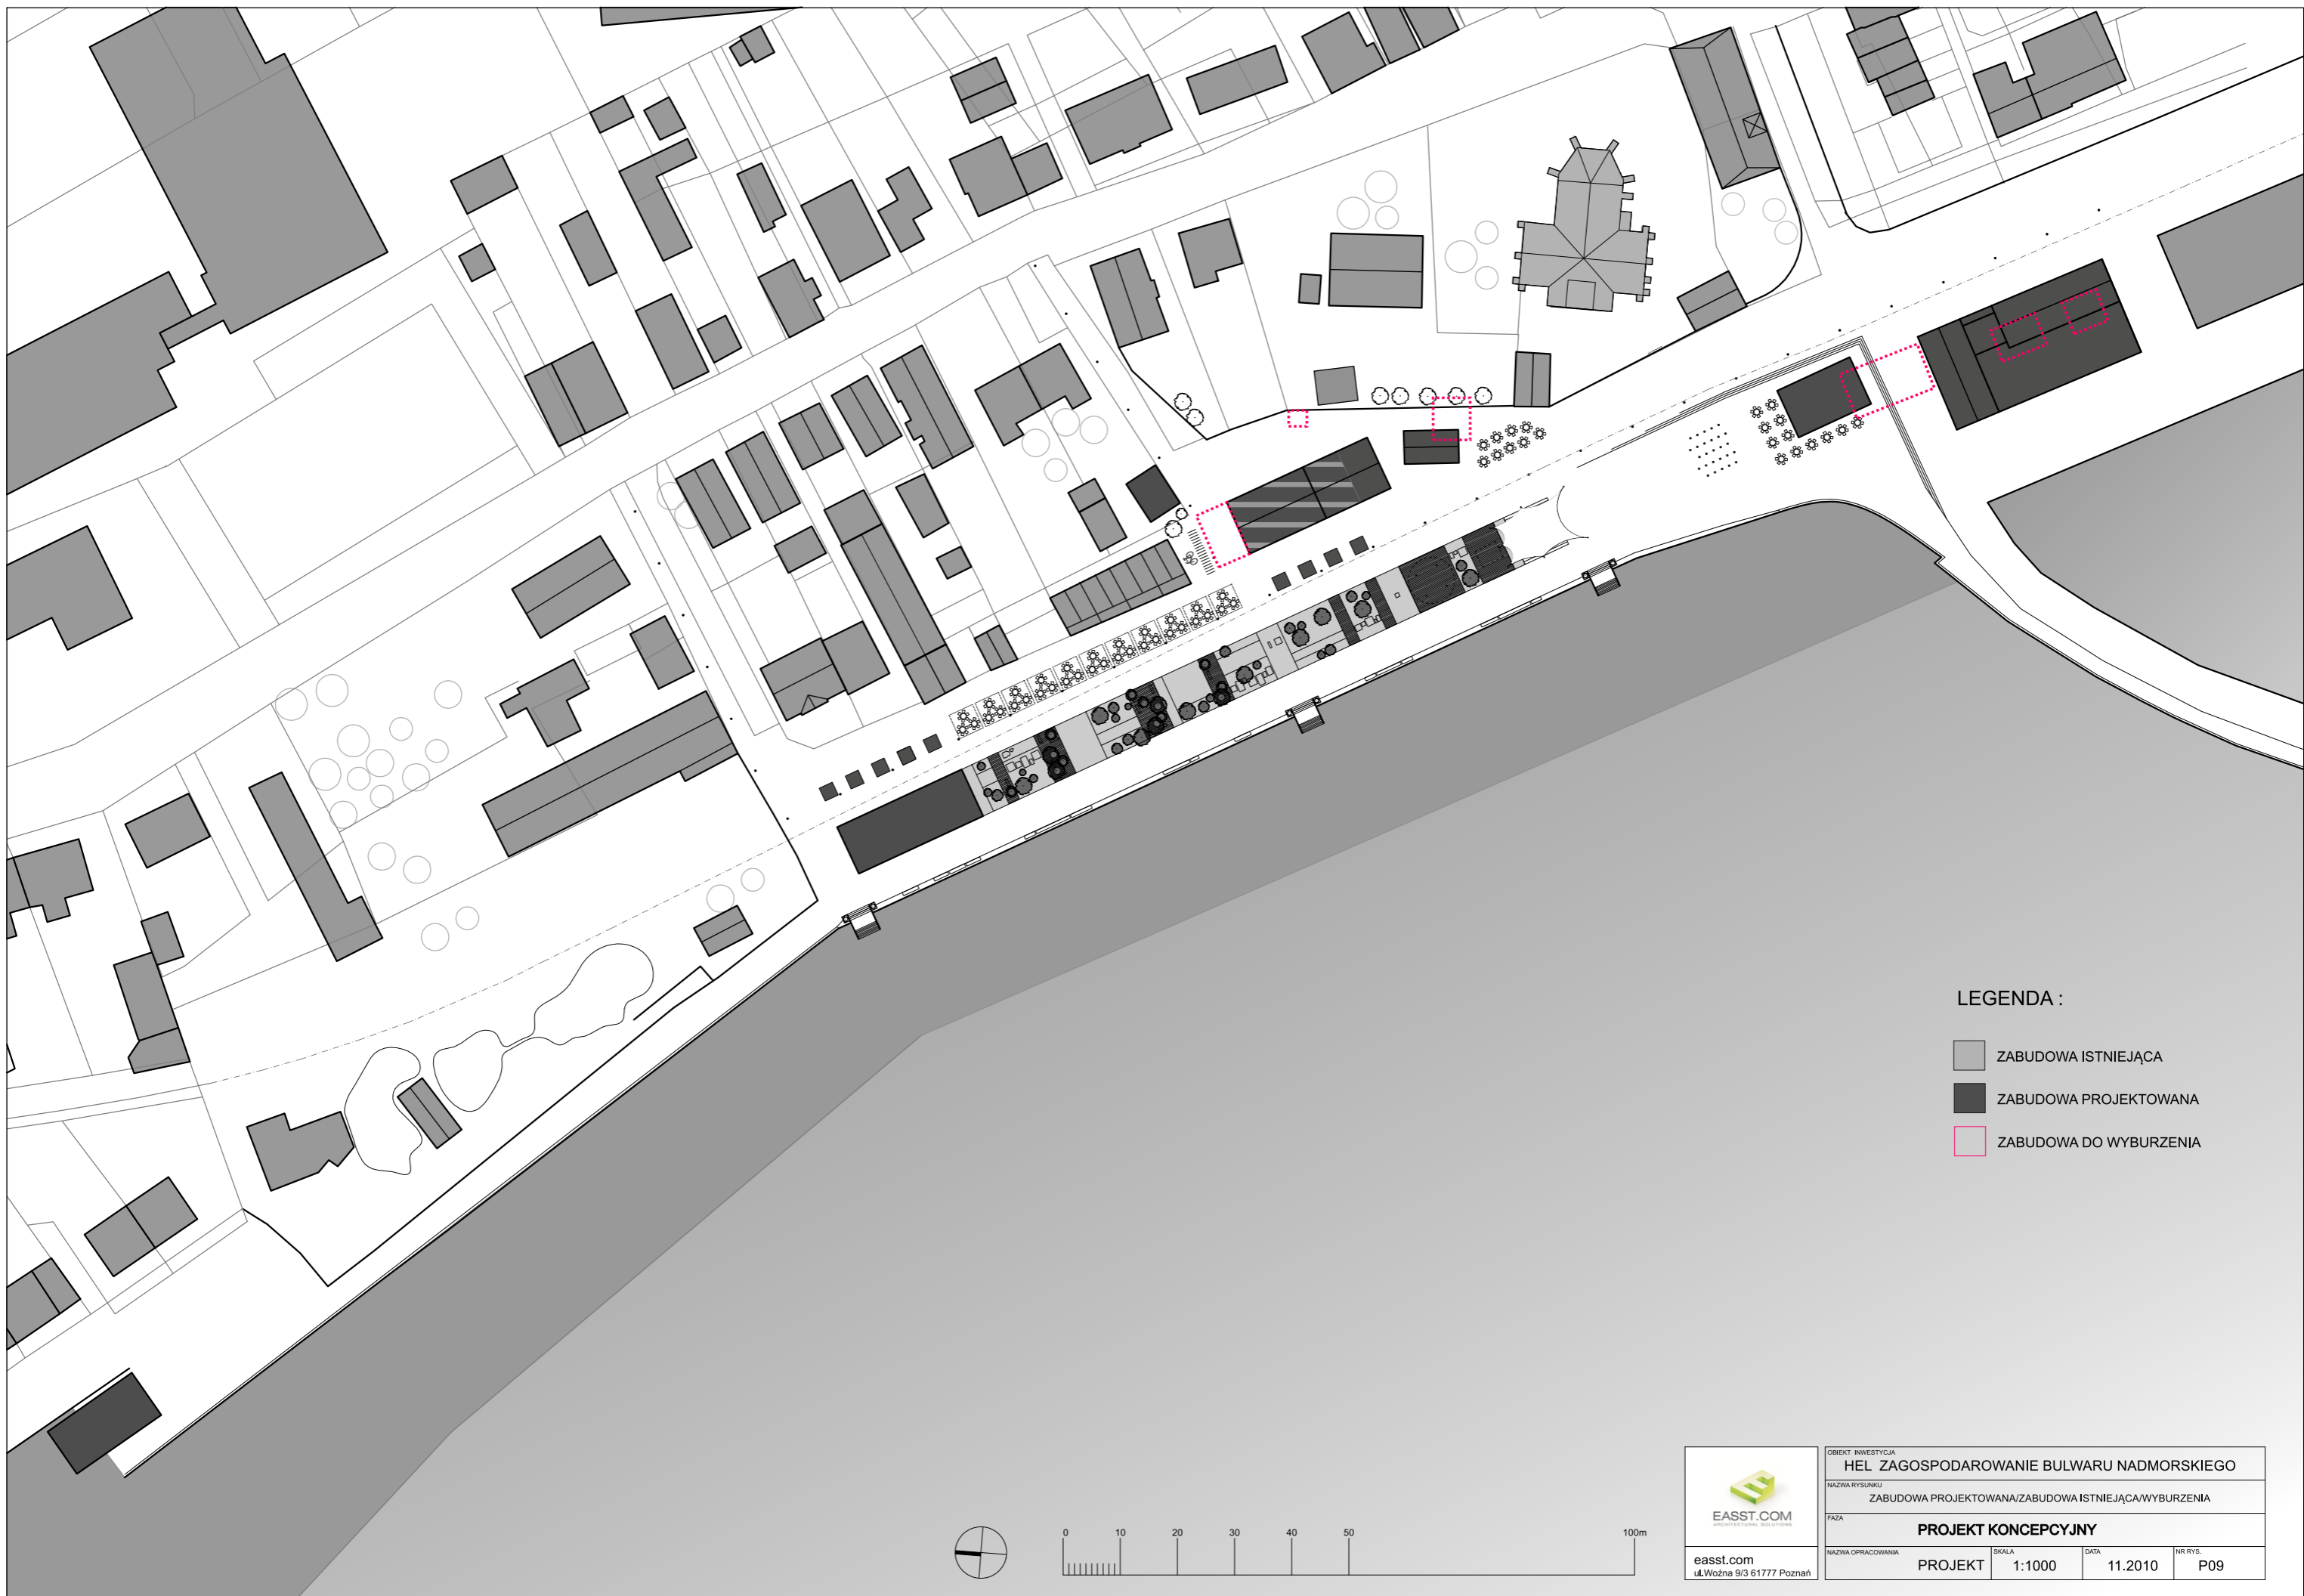 LEGENDA :
ZABUDOWA ISTNIEJĄCA
ZABUDOWA PROJEKTOWANA
ZABUDOWA DO WYBURZENIA
0 10 20 30 40 50 100m
EASST.COM
ARCHITECTURAL SOLUTIONS
easst.com
ul.Woźna 9/3 61777 Poznań
OBIEKT INWESTYCJA
HEL ZAGOSPODAROWANIE BULWARU NADMORSKIEGO
NAZWA RYSUNKU
ZABUDOWA PROJEKTOWANA/ZABUDOWA ISTNIEJĄCA/WYBURZENIA
FAZA
PROJEKT KONCEPCYJNY
NAZWA OPRACOWANIA
PROJEKT
SKALA
1:1000
DATA
11.2010
NR RYS.
P09